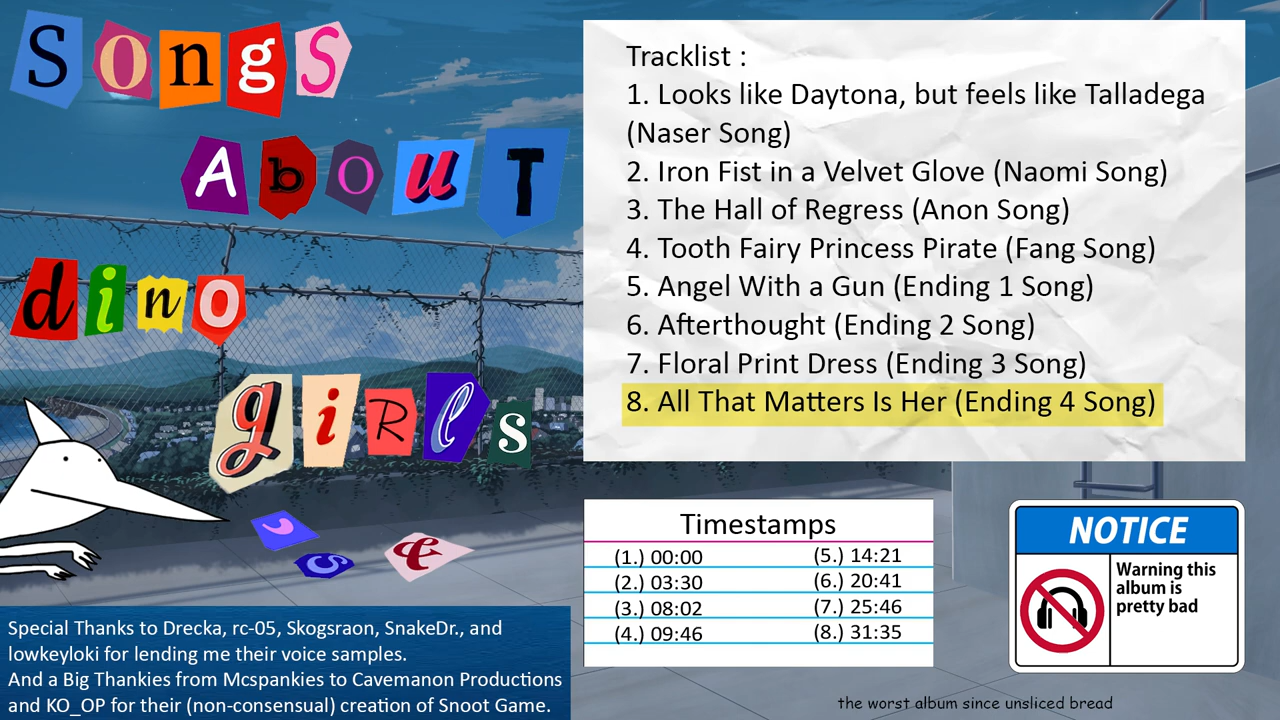 Songs
About
dino
girls
J
S
&
Tracklist :
1. Looks like Daytona, but feels like Talladega
(Naser Song)
2. Iron Fist in a Velvet Glove (Naomi Song)
3. The Hall of Regress (Anon Song)
4. Tooth Fairy Princess Pirate (Fang Song)
5. Angel With a Gun (Ending 1 Song)
6. Afterthought (Ending 2 Song)
7. Floral Print Dress (Ending 3 Song)
8. All That Matters Is Her (Ending 4 Song)
Timestamps
(1.) 00:00 (5.) 14:21
(2.) 03:30 (6.) 20:41
(3.) 08:02 (7.) 25:46
(4.) 09:46 (8.) 31:35
NOTICE
Warning this
album is
pretty bad
Special Thanks to Drecka, rc-05, Skogsraon, SnakeDr., and
lowkeyloki for lending me their voice samples.
And a Big Thankies from Mcspankies to Cavemanon Productions
and KO_OP for their (non-consensual) creation of Snoot Game.
the worst album since unsliced bread